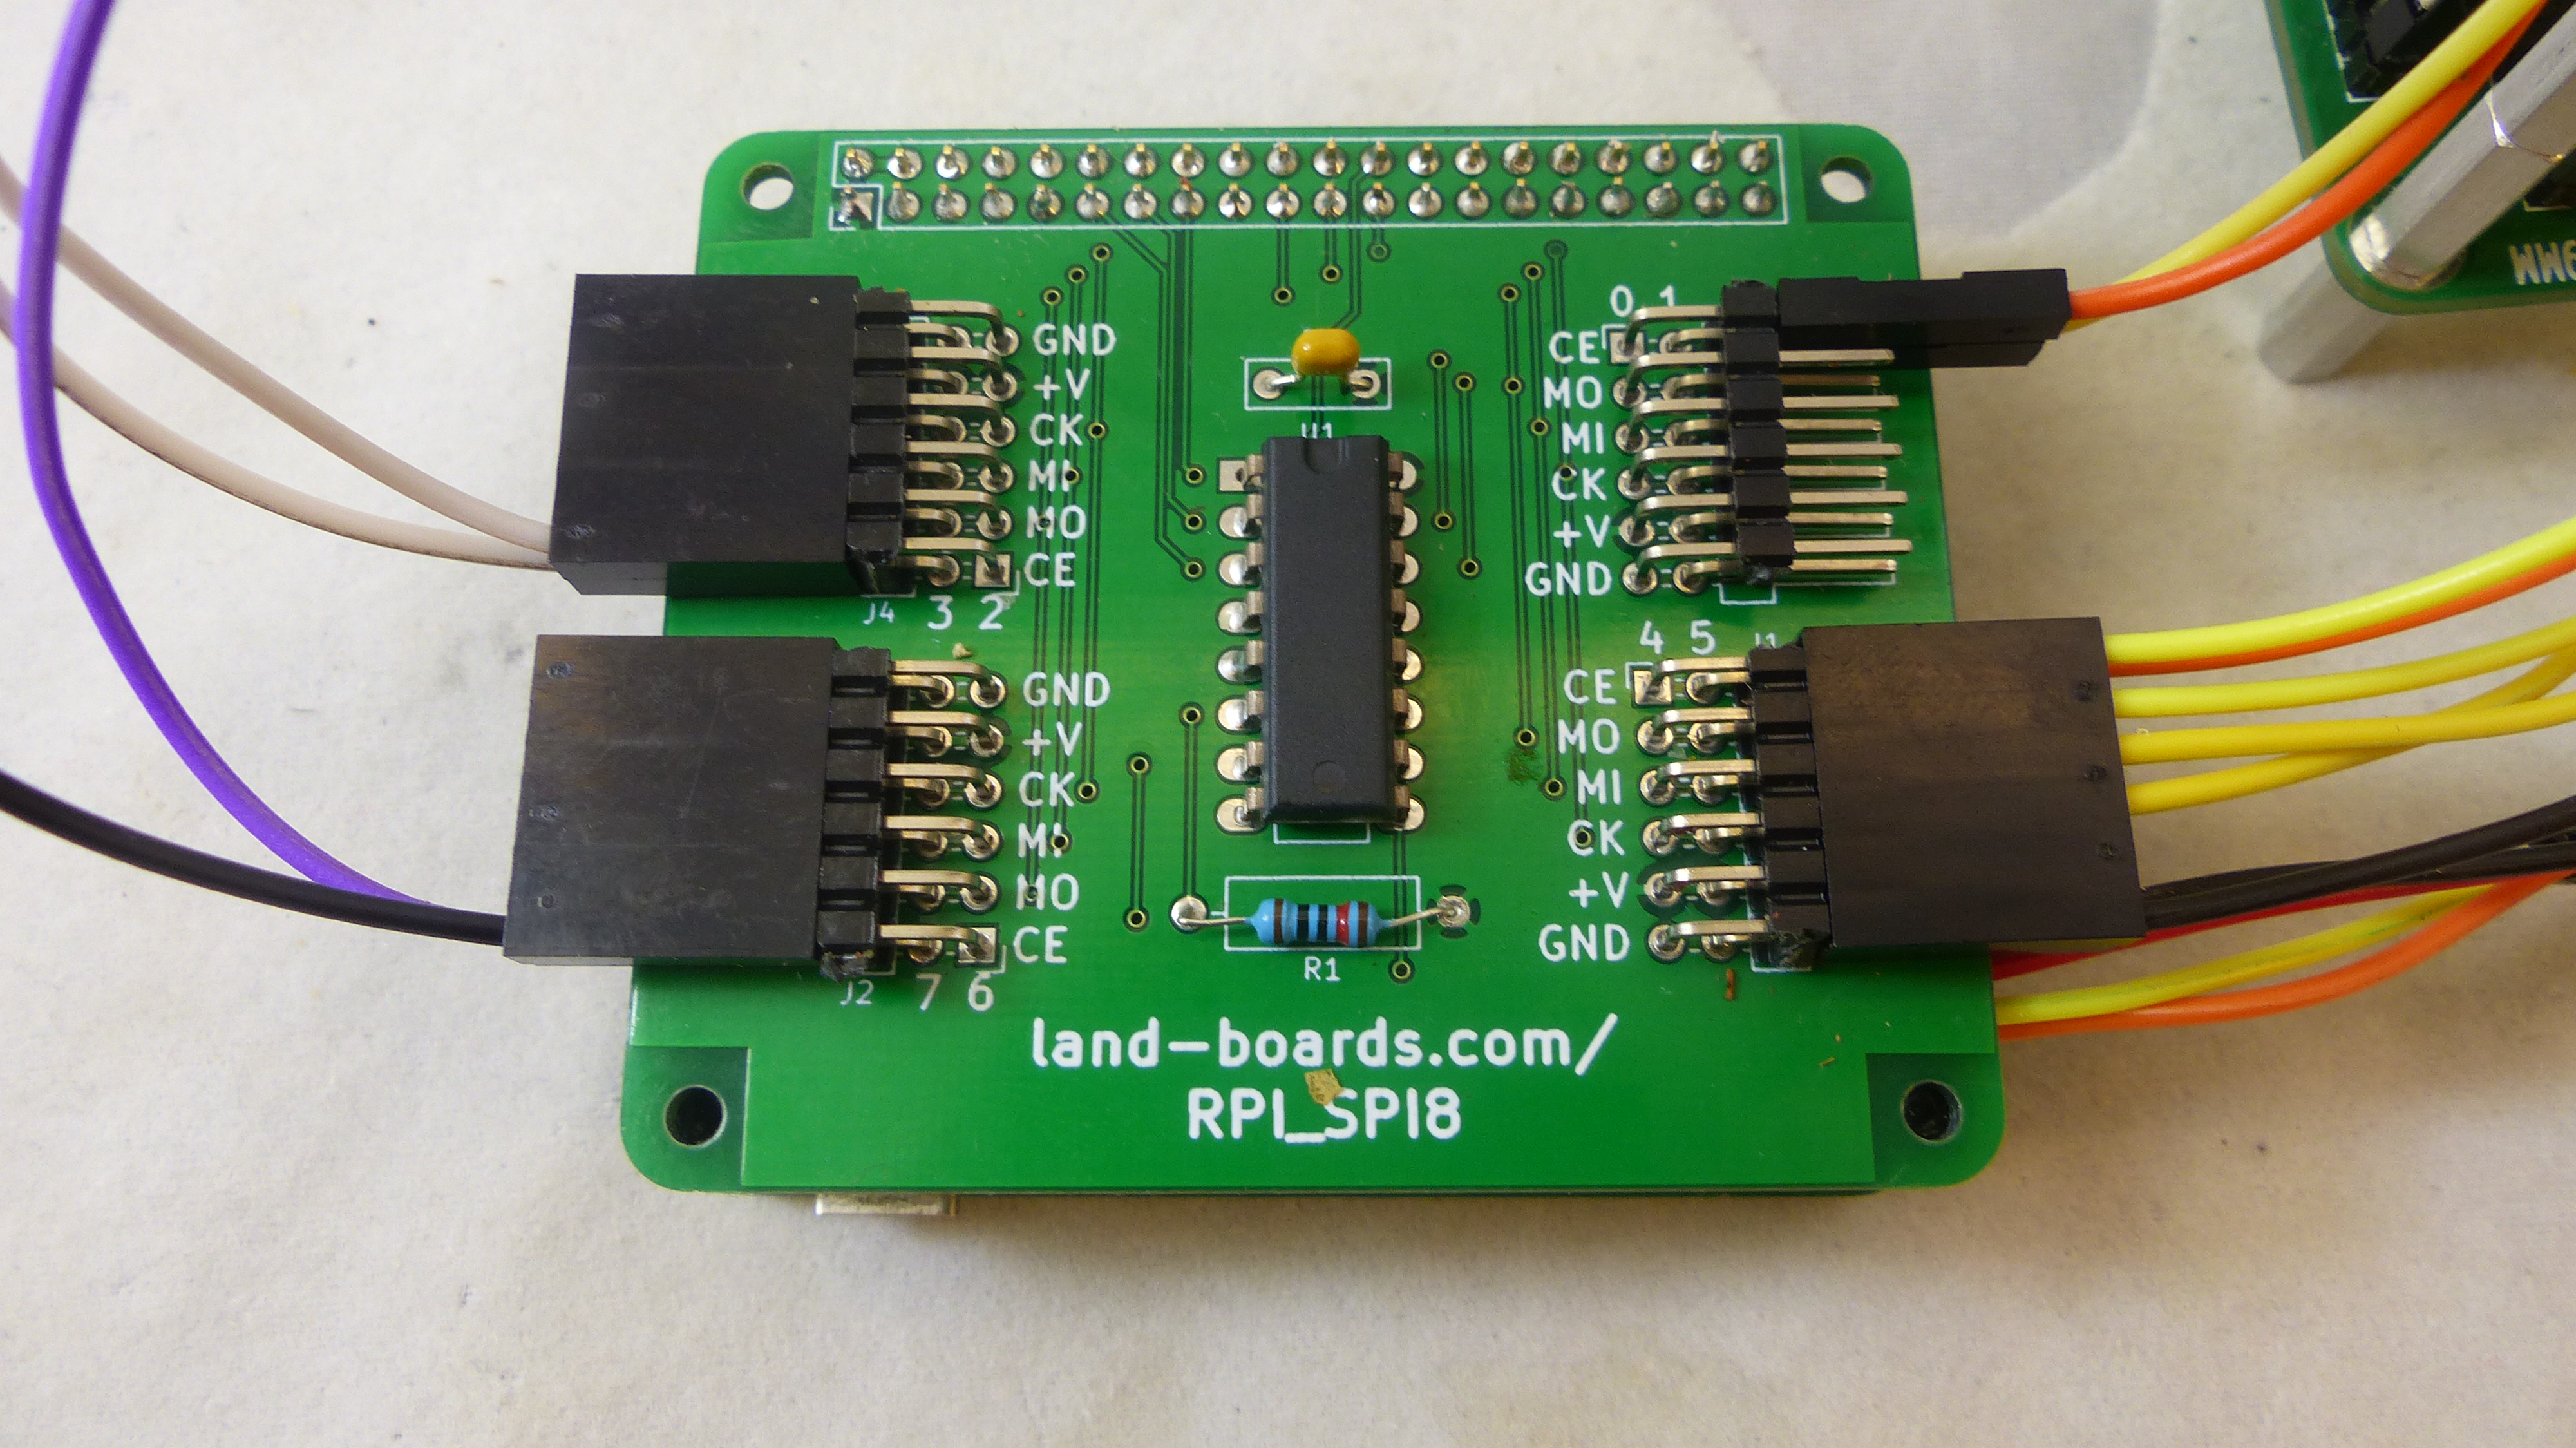 U1
0 1
CE
MO
MI
CK
+V
GND
GND
+V
CK
MI
MO
CE
J4 3 2
4 5 J1
CE
MO
MI
CK
+V
GND
GND
+V
CK
MI
MO
CE
J2 7 6
R1
land-boards.com/
RPI_SPI8